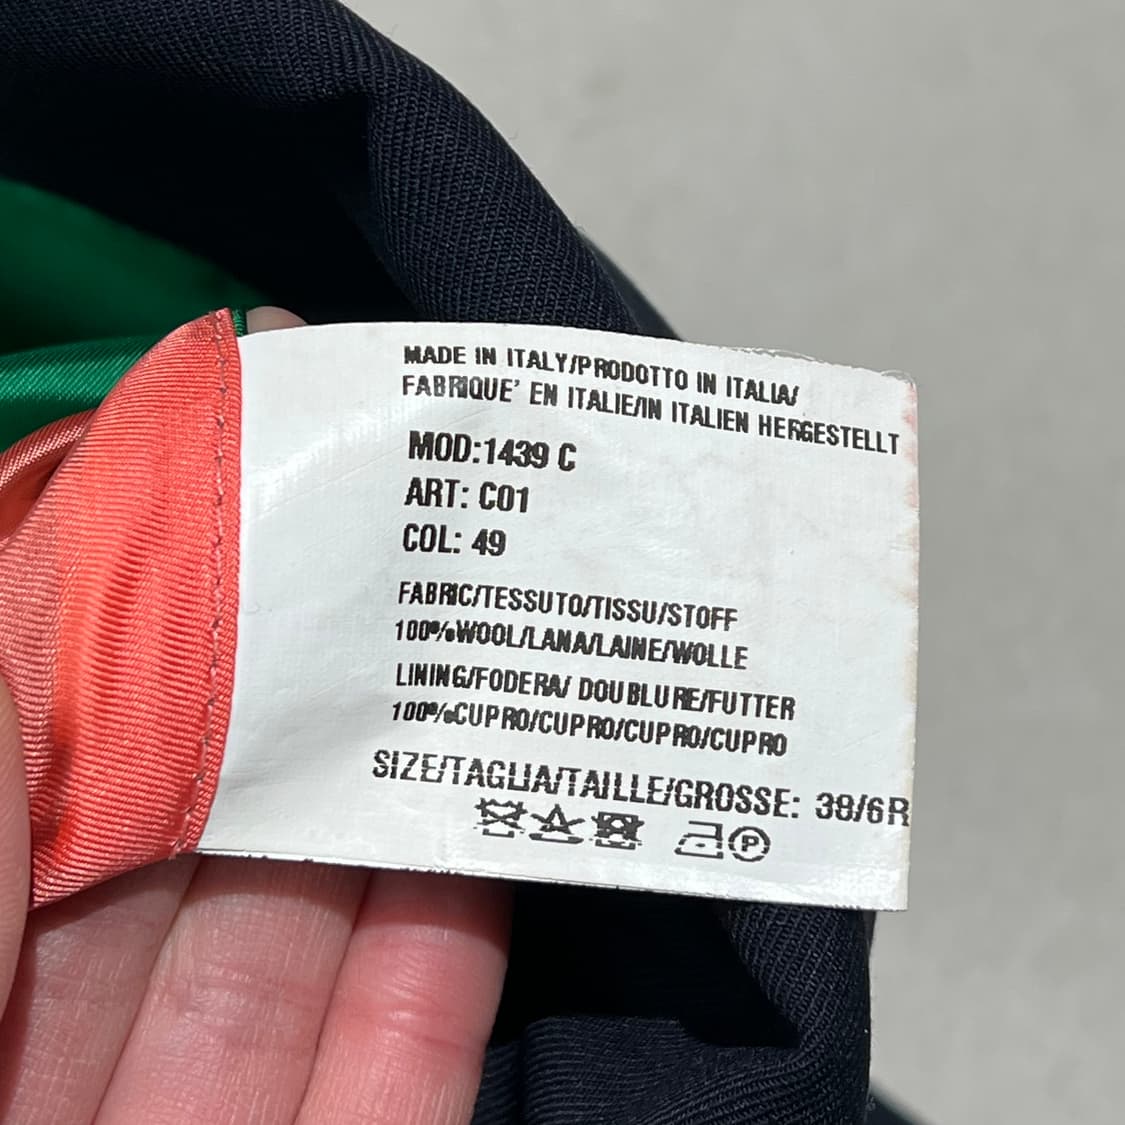 MADE IN ITALY/PRODOTTO IN ITALIA/
FABRIQUE' EN ITALIE/IN ITALIEN HERGESTELLT
MOD:1439 C
ART: C01
COL: 49
FABRIC/TESSUTO/TISSU/STOFF
100%WOOL/LANA/LAINE/WOLLE
LINING/FODERA/ DOUBLURE/FUTTER
100%CUPRO/CUPRO/CUPRO/CUPRO
SIZE/TAGLIA/TAILLE/GROSSE: 38/6R
P